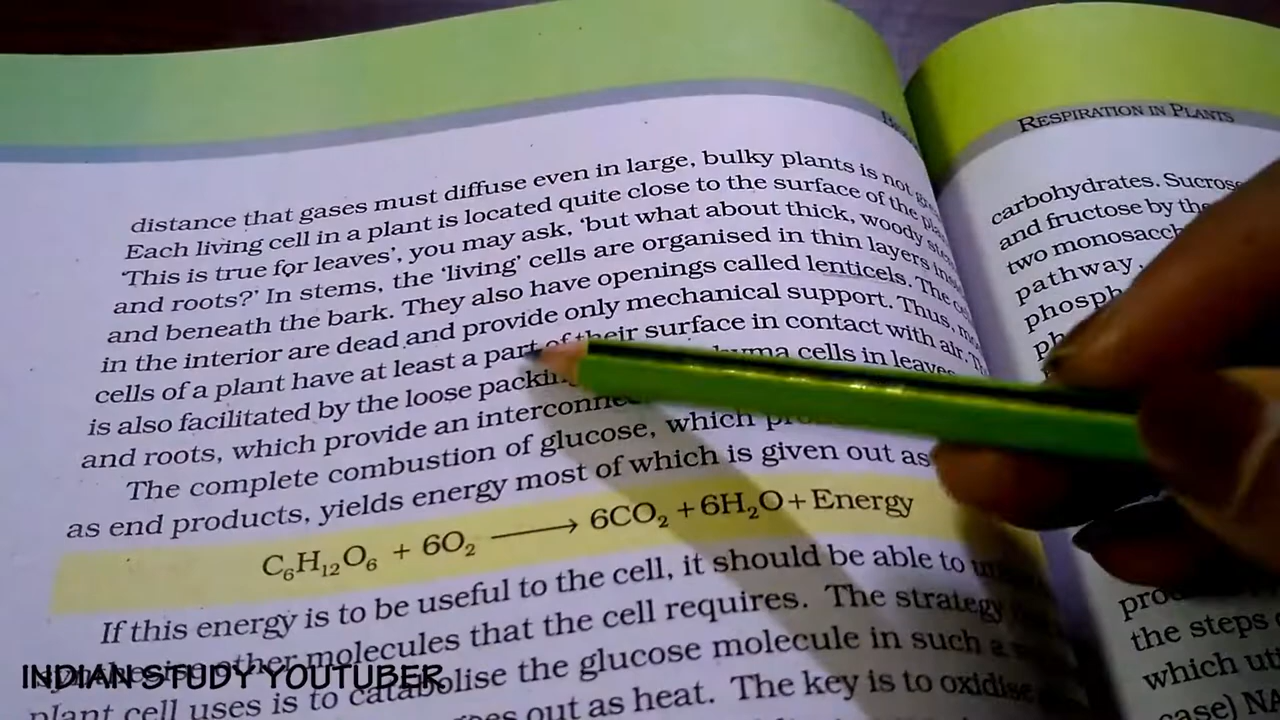 distance that gases must diffuse even in large, bulky plants is not
Each living cell in a plant is located quite close to the surface of the
'This is true for leaves', you may ask, 'but what about thick, woody
and roots?' In stems, the 'living' cells are organised in thin layers
and beneath the bark. They also have openings called lenticels. The
in the interior are dead and provide only mechanical support. Thus,
cells of a plant have at least a part of their surface in contact with air.
is also facilitated by the loose cells in leaves
and roots, which provide an
The complete combustion of glucose, which
as end products, yields energy most of which is given out as
C₆H₁₂O₆ + 6O₂ ⟶ 6CO₂ + 6H₂O + Energy
If this energy is to be useful to the cell, it should be able to
other molecules that the cell requires. The strategy
plant cell uses is to catabolise the glucose molecule in such a
out as heat. The key is to oxidise
RESPIRATION IN PLANTS
carbohydrates.
and fructose by the
two
pathway,
the steps
which
case)
INDIAN STUDY YOUTUBER